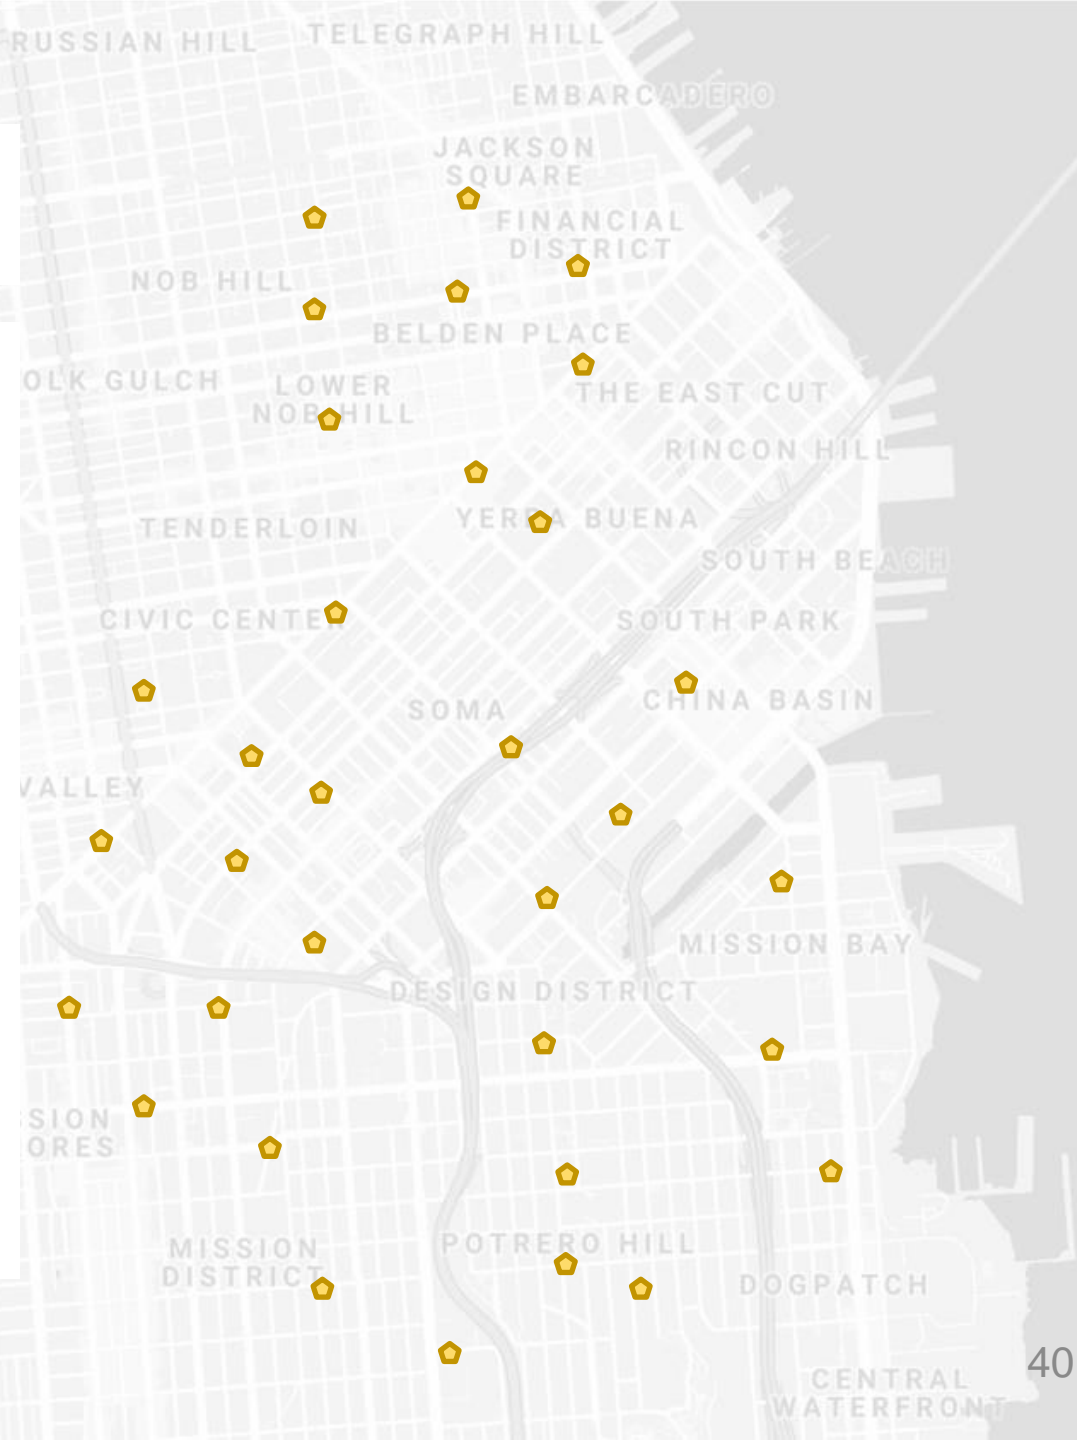 RUSSIAN HILL
TELEGRAPH HILL
EMBARCADERO
JACKSON
SQUARE
FINANCIAL
DISTRICT
NOB HILL
BELDEN PLACE
OLK GULCH
LOWER
NOB HILL
THE EAST CUT
RINCON HILL
TENDERLOIN
YERBA BUENA
SOUTH BEACH
CIVIC CENTER
SOUTH PARK
CHINA BASIN
SOMA
VALLEY
MISSION BAY
DESIGN DISTRICT
SION
ORES
MISSION
DISTRICT
POTRERO HILL
DOGPATCH
CENTRAL
WATERFRONT
40